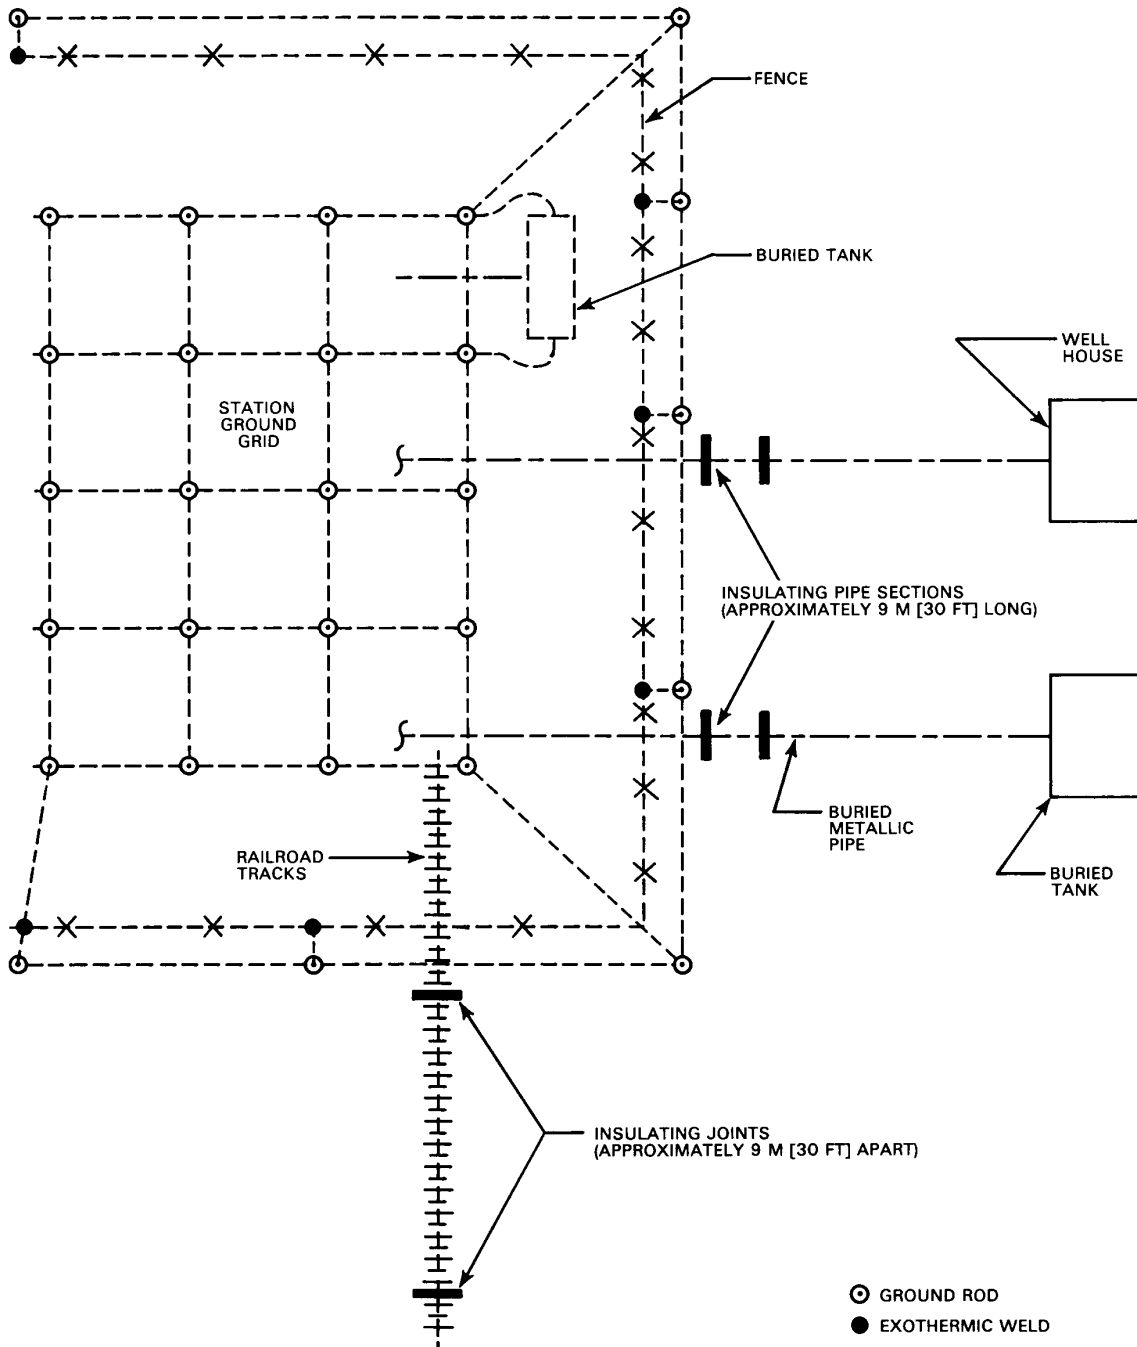 FENCE
BURIED TANK
WELL
HOUSE
STATION
GROUND
GRID
INSULATING PIPE SECTIONS
(APPROXIMATELY 9 M [30 FT] LONG)
BURIED
METALLIC
PIPE
RAILROAD
TRACKS
BURIED
TANK
INSULATING JOINTS
(APPROXIMATELY 9 M [30 FT] APART)
GROUND ROD
EXOTHERMIC WELD